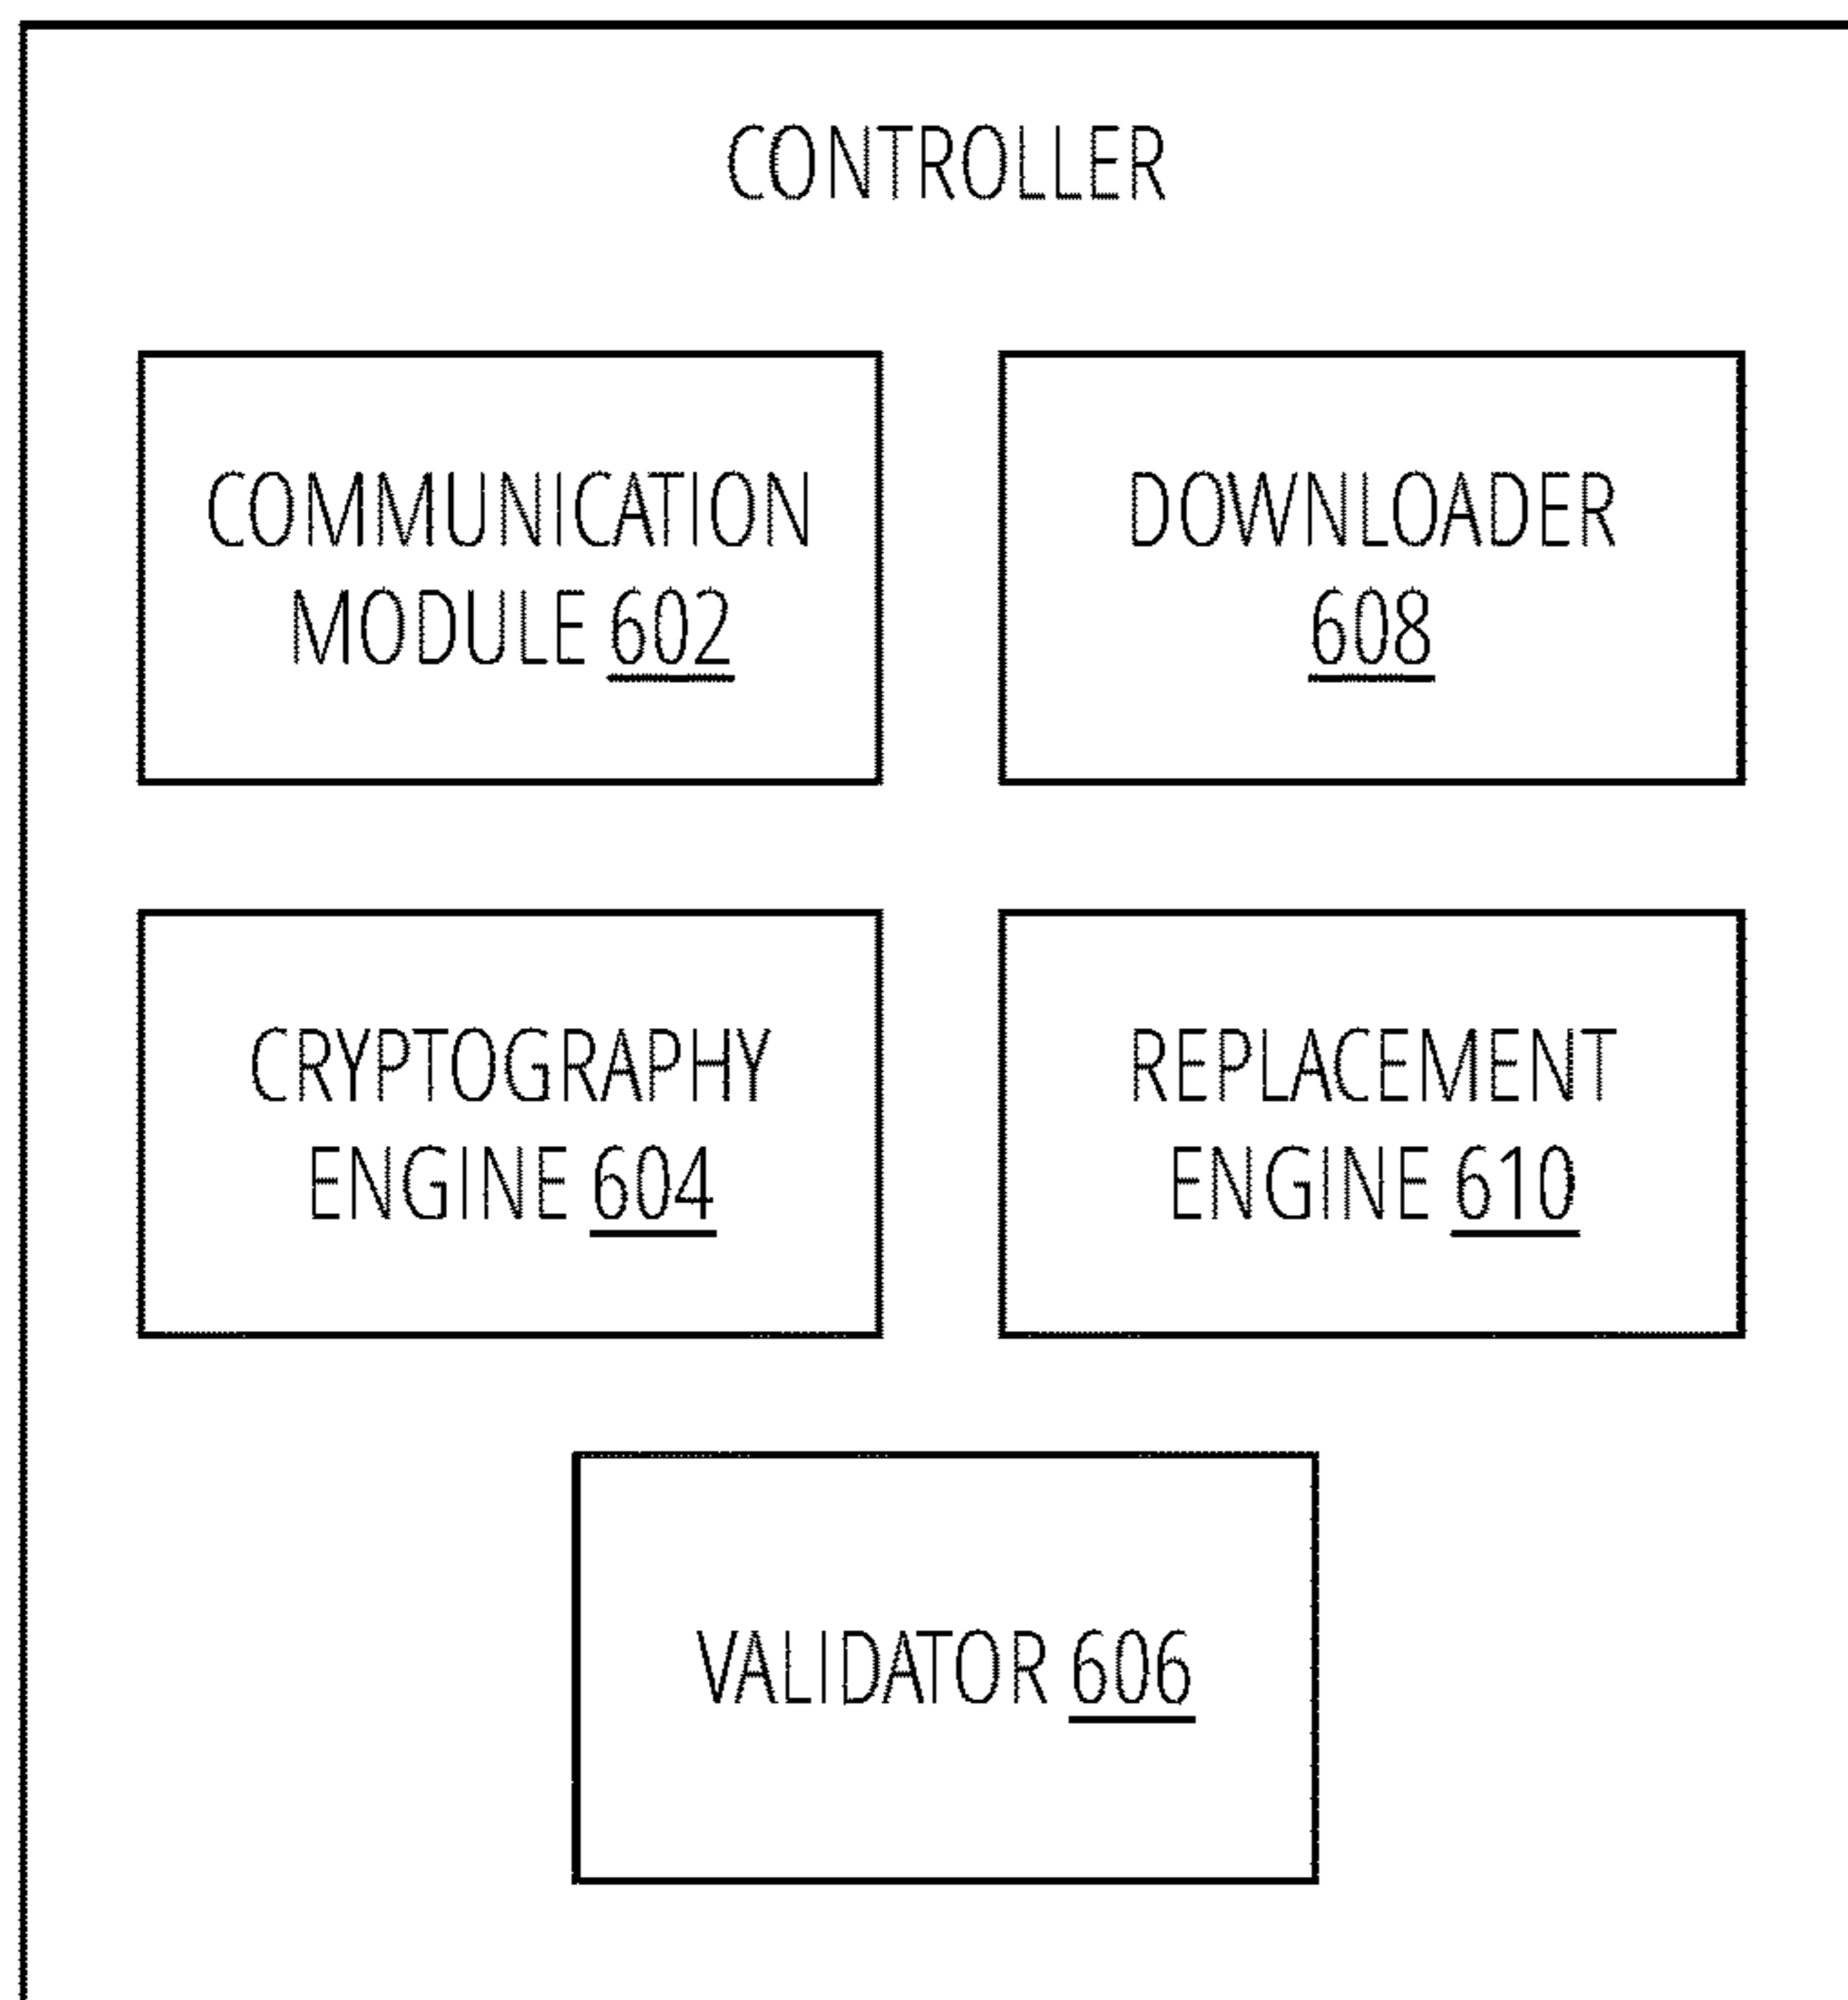 CONTROLLER
COMMUNICATION
MODULE 602
DOWNLOADER
608
CRYPTOGRAPHY
ENGINE 604
REPLACEMENT
ENGINE 610
VALIDATOR 606